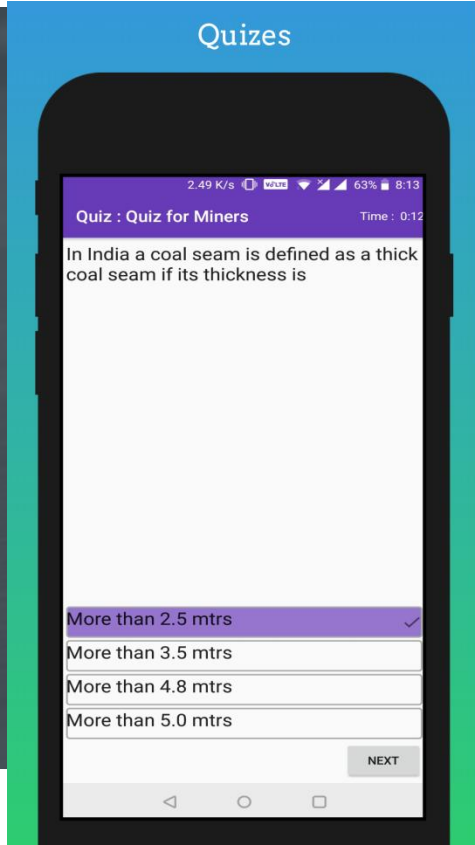 Quizes
2.49 K/s VoLTE 63% 8:13
Quiz : Quiz for Miners Time : 0:12
In India a coal seam is defined as a thick
coal seam if its thickness is
More than 2.5 mtrs
More than 3.5 mtrs
More than 4.8 mtrs
More than 5.0 mtrs
NEXT